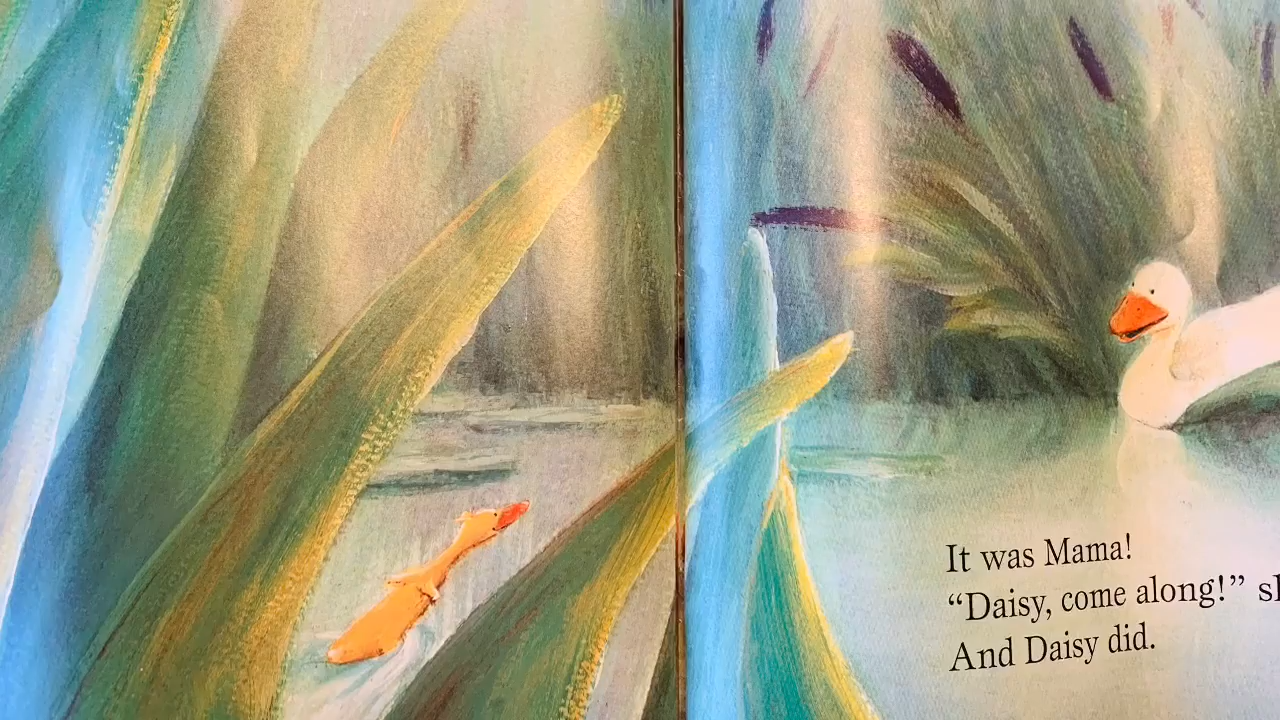 It was Mama!
“Daisy, come along!”
And Daisy did.